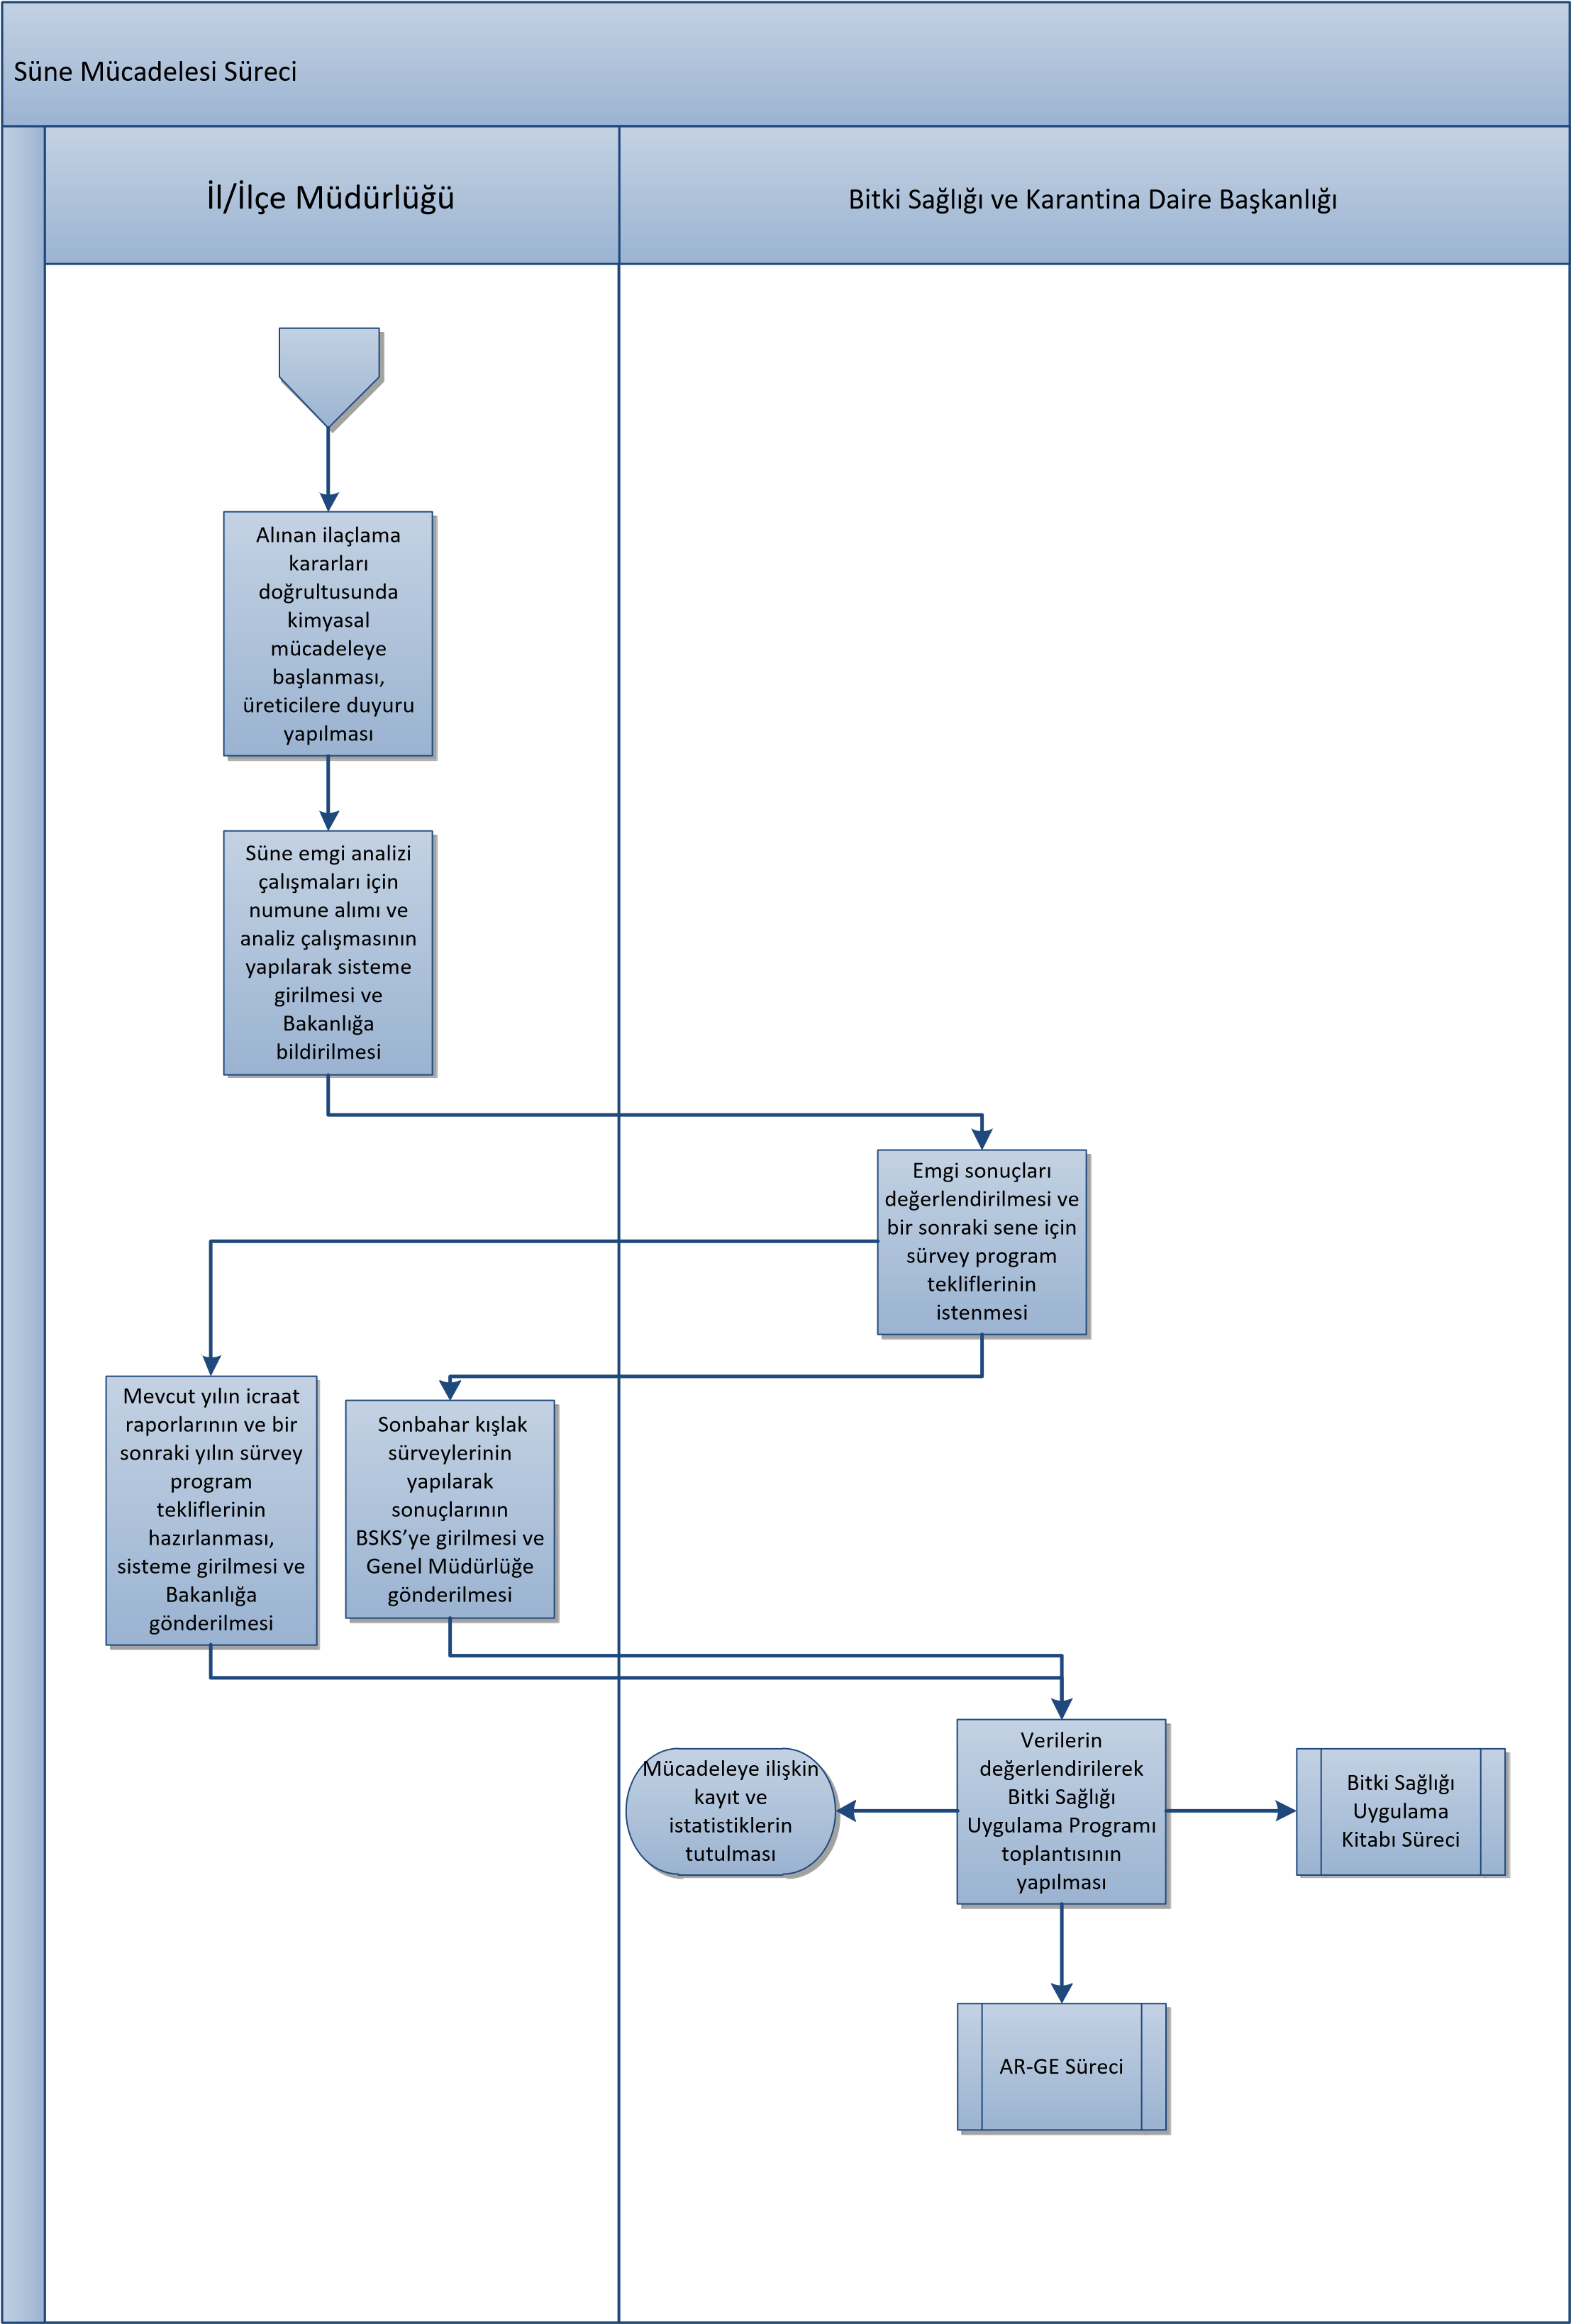 Süne Mücadelesi Süreci
İl/İlçe Müdürlüğü
Bitki Sağlığı ve Karantina Daire Başkanlığı
Alınan ilaçlama
kararları
doğrultusunda
kimyasal
mücadeleye
başlanması,
üreticilere duyuru
yapılması
Süne emgi analizi
çalışmaları için
numune alımı ve
analiz çalışmasının
yapılarak sisteme
girilmesi ve
Bakanlığa
bildirilmesi
Emgi sonuçları
değerlendirilmesi ve
bir sonraki sene için
sürvey program
tekliflerinin
istenmesi
Mevcut yılın icraat
raporlarının ve bir
sonraki yılın sürvey
program
tekliflerinin
hazırlanması,
sisteme girilmesi ve
Bakanlığa
gönderilmesi
Sonbahar kışlak
sürveylerinin
yapılarak
sonuçlarının
BSKS’ye girilmesi ve
Genel Müdürlüğe
gönderilmesi
Mücadeleye ilişkin
kayıt ve
istatistiklerin
tutulması
Verilerin
değerlendirilerek
Bitki Sağlığı
Uygulama Programı
toplantısının
yapılması
Bitki Sağlığı
Uygulama
Kitabı Süreci
AR-GE Süreci